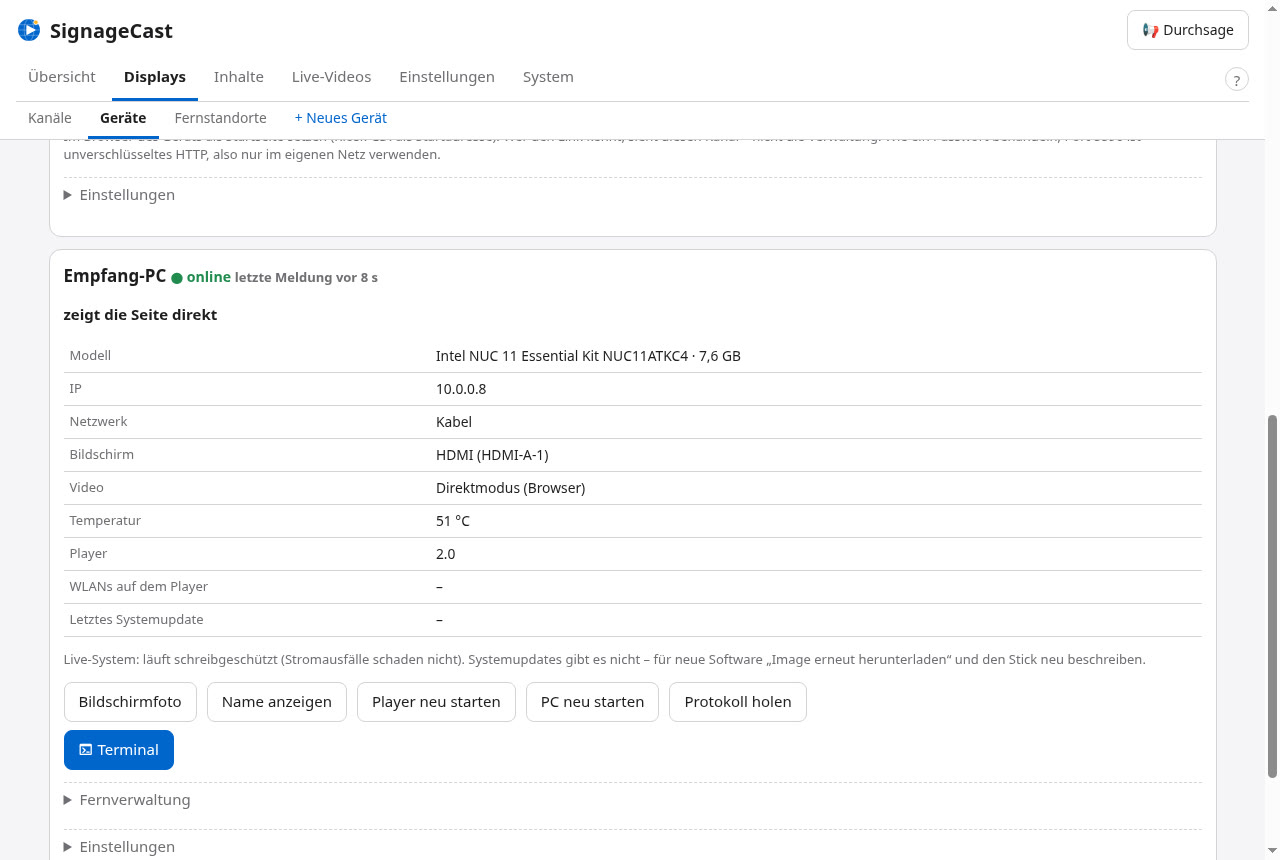 SignageCast
Durchsage
Übersicht Displays Inhalte Live-Videos Einstellungen System ?
Kanäle Geräte Fernstandorte + Neues Gerät
unverschlüsseltes HTTP, also nur im eigenen Netz verwenden.
Einstellungen
Empfang-PC online letzte Meldung vor 8 s
zeigt die Seite direkt
Modell Intel NUC 11 Essential Kit NUC11ATKC4 · 7,6 GB
IP 10.0.0.8
Netzwerk Kabel
Bildschirm HDMI (HDMI-A-1)
Video Direktmodus (Browser)
Temperatur 51 °C
Player 2.0
WLANs auf dem Player –
Letztes Systemupdate –
Live-System: läuft schreibgeschützt (Stromausfälle schaden nicht). Systemupdates gibt es nicht – für neue Software „Image erneut herunterladen“ und den Stick neu beschreiben.
Bildschirmfoto Name anzeigen Player neu starten PC neu starten Protokoll holen
Terminal
Fernverwaltung
Einstellungen